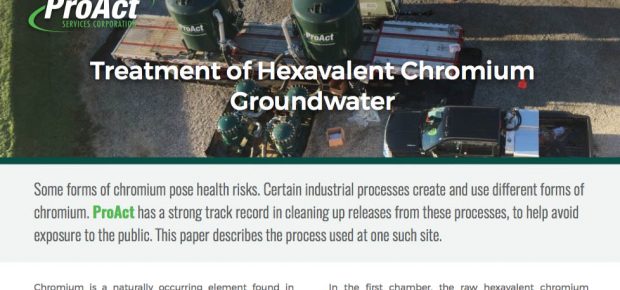 ProAct
SERVICES CORPORATION
Treatment of Hexavalent Chromium
Groundwater
Some forms of chromium pose health risks. Certain industrial processes create and use different forms of
chromium. ProAct has a strong track record in cleaning up releases from these processes, to help avoid
exposure to the public. This paper describes the process used at one such site.
Chromium is a naturally occurring element found in
In the first chamber, the raw hexavalent chromium